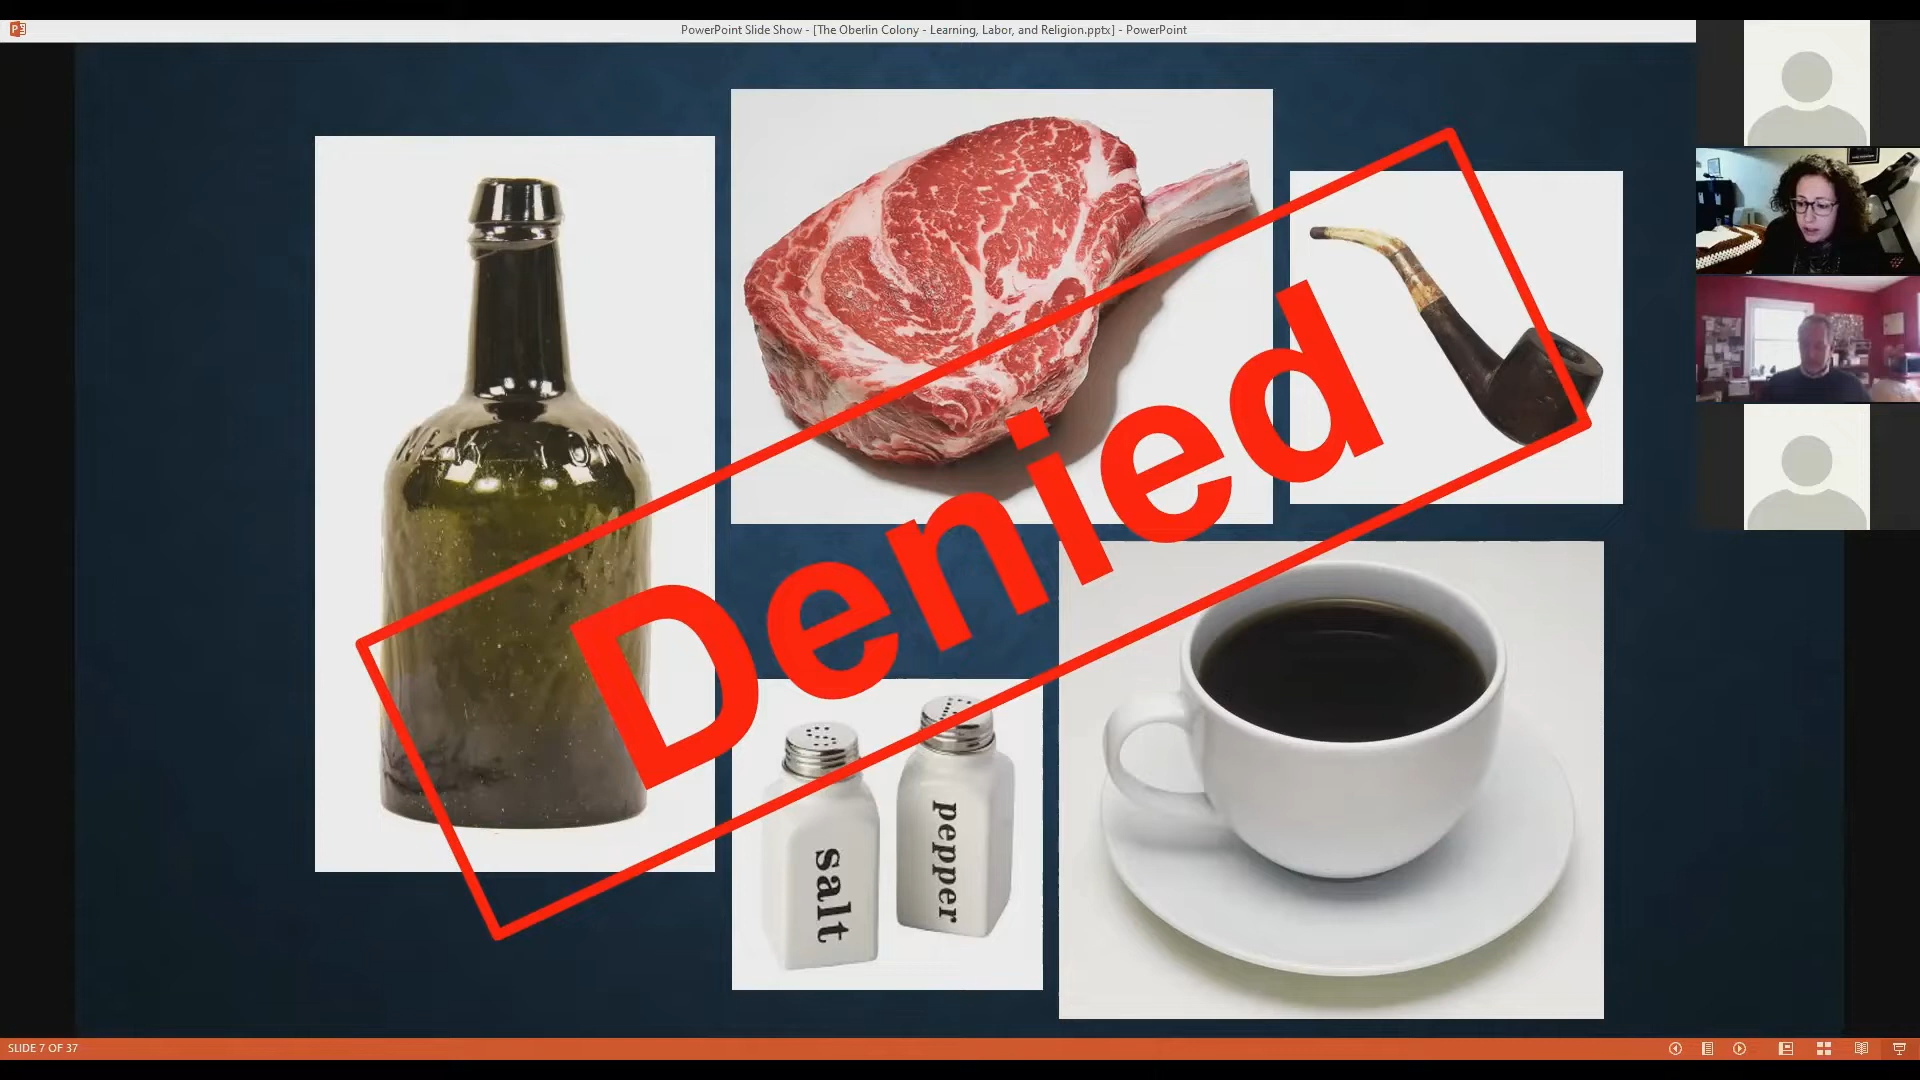 PowerPoint Slide Show - [The Oberlin Colony - Learning, Labor, and Religion.pptx] - PowerPoint
Denied
salt
pepper
SLIDE 7 OF 37